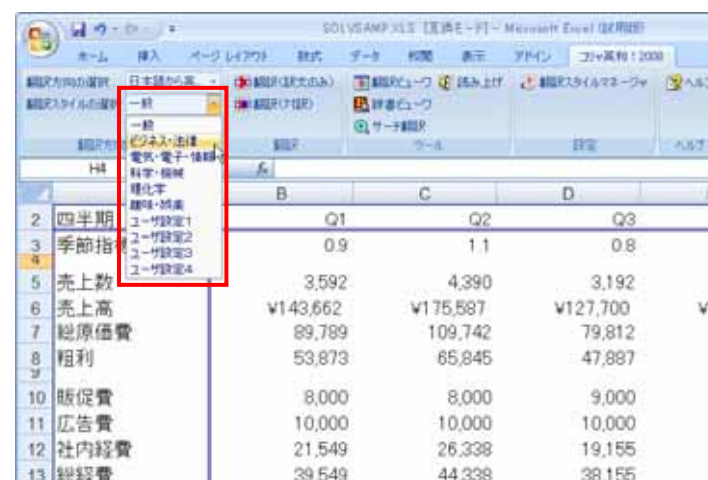 SOLVSAMP.XLS [互換モード] - Microsoft Excel (試用版)
ホーム 挿入 ページ レイアウト 数式 データ 校閲 表示 アドイン コリャ英和!2008
翻訳方向の選択 日本語から英 翻訳(訳文のみ) 翻訳ビューワ 読み上げ 翻訳スタイルマネージャ ヘル
翻訳スタイルの選択 一般 翻訳(対訳) 辞書ビューワ
サーチ翻訳
翻訳 ツール 設定 ヘルプ
一般
ビジネス・法律
電気・電子・情報
科学・機械
理化学
趣味・娯楽
ユーザ設定1
ユーザ設定2
ユーザ設定3
ユーザ設定4
H4 fx
B C D
2 四半期 Q1 Q2 Q3
3 季節指 0.9 1.1 0.8
4
5 売上数 3,592 4,390 3,192
6 売上高 ¥143,662 ¥175,587 ¥127,700 ¥
7 総原価費 89,789 109,742 79,812
8 粗利 53,873 65,845 47,887
9
10 販促費 8,000 8,000 9,000
11 広告費 10,000 10,000 10,000
12 社内経費 21,549 26,338 19,155
13 総経費 39,549 44,338 38,155